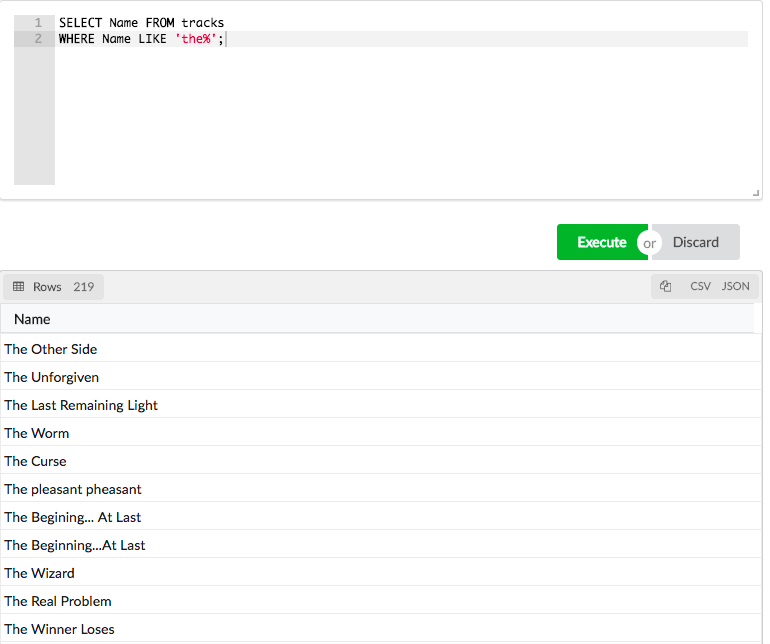 1 SELECT Name FROM tracks
2 WHERE Name LIKE 'the%';
Execute or Discard
Rows 219 CSV JSON
Name
The Other Side
The Unforgiven
The Last Remaining Light
The Worm
The Curse
The pleasant pheasant
The Begining... At Last
The Beginning...At Last
The Wizard
The Real Problem
The Winner Loses